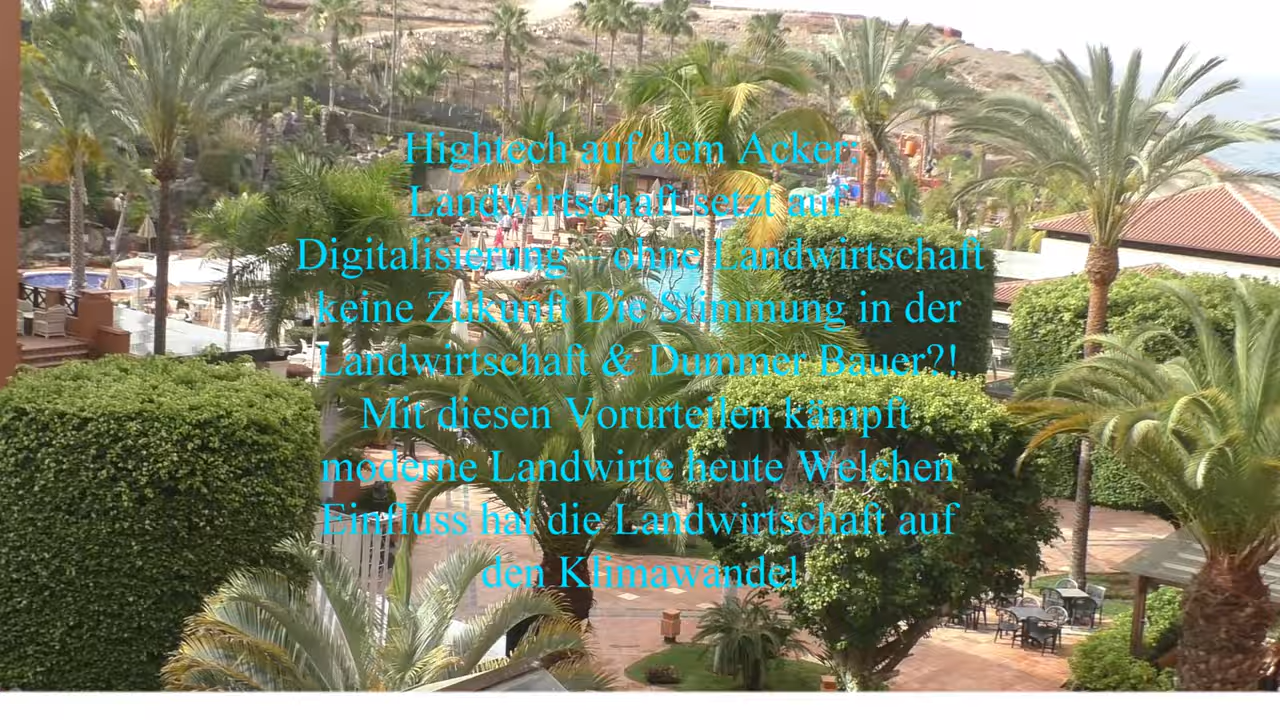 Hightech auf dem Acker:
Landwirtschaft setzt auf
Digitalisierung – ohne Landwirtschaft
keine Zukunft Die Stimmung in der
Landwirtschaft & Dummer Bauer?!
Mit diesen Vorurteilen kämpft
moderne Landwirte heute Welchen
Einfluss hat die Landwirtschaft auf
den Klimawandel